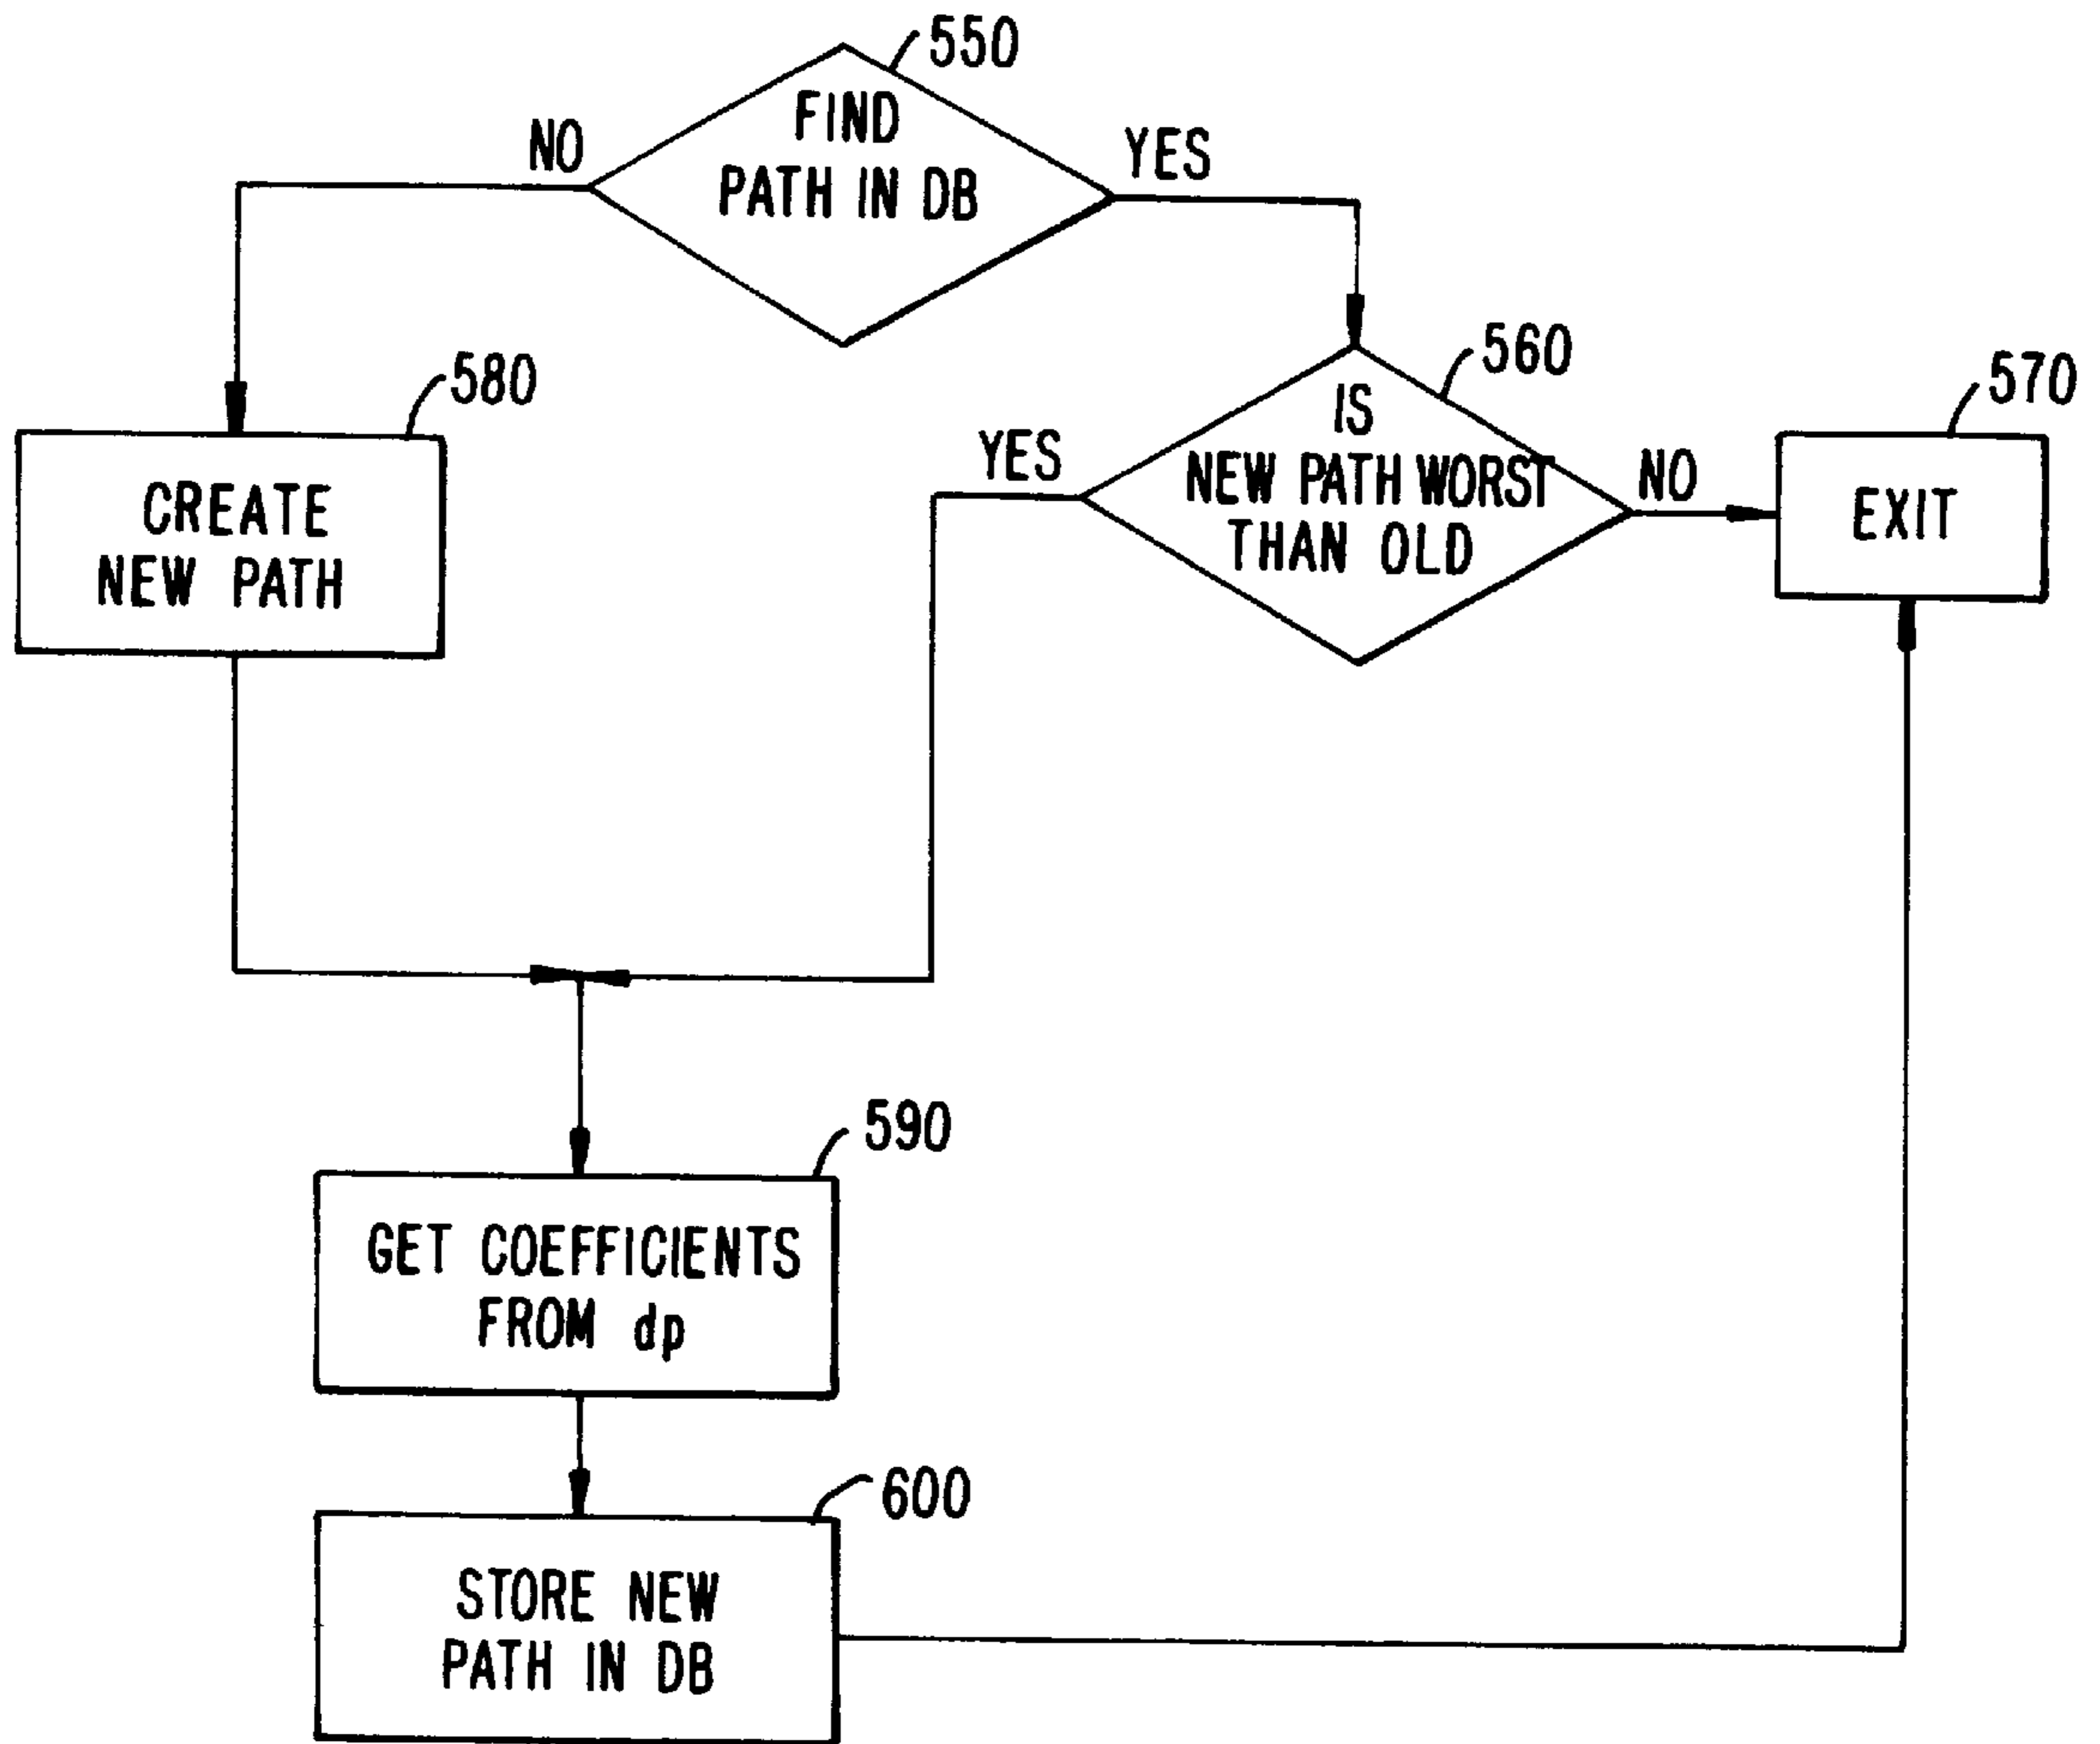 550
FIND
PATH IN DB
NO
YES
560
IS
NEW PATH WORST
THAN OLD
YES
NO
570
EXIT
580
CREATE
NEW PATH
590
GET COEFFICIENTS
FROM dp
600
STORE NEW
PATH IN DB